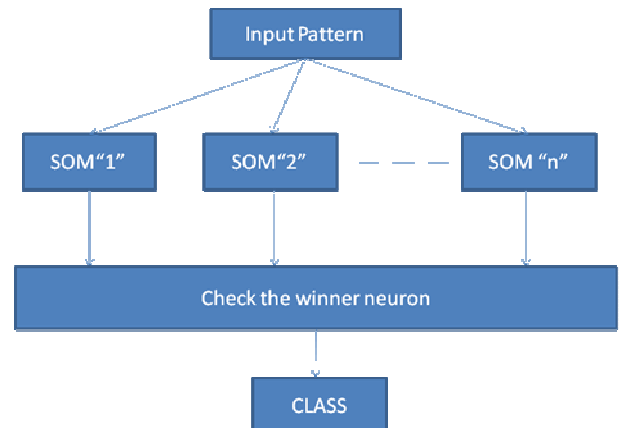 Input Pattern
SOM“1”
SOM“2”
SOM “n”
Check the winner neuron
CLASS